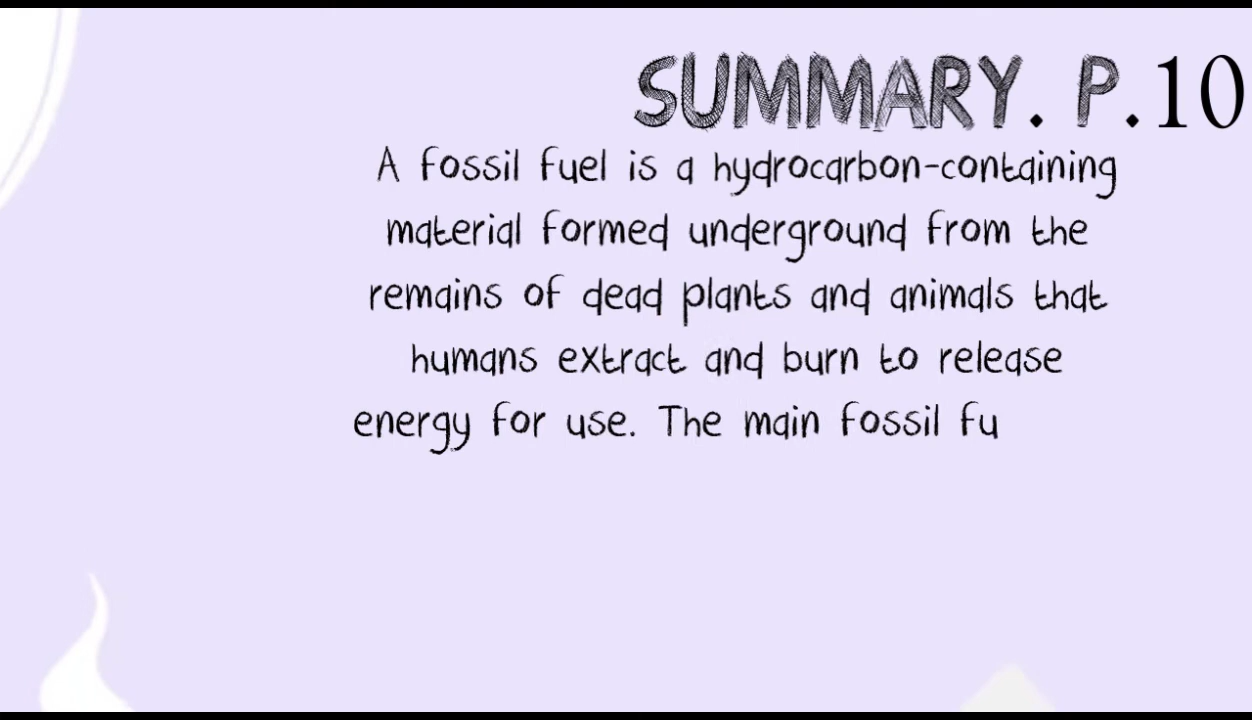 SUMMARY. P.10
A fossil fuel is a hydrocarbon-containing
material formed underground from the
remains of dead plants and animals that
humans extract and burn to release
energy for use. The main fossil fu